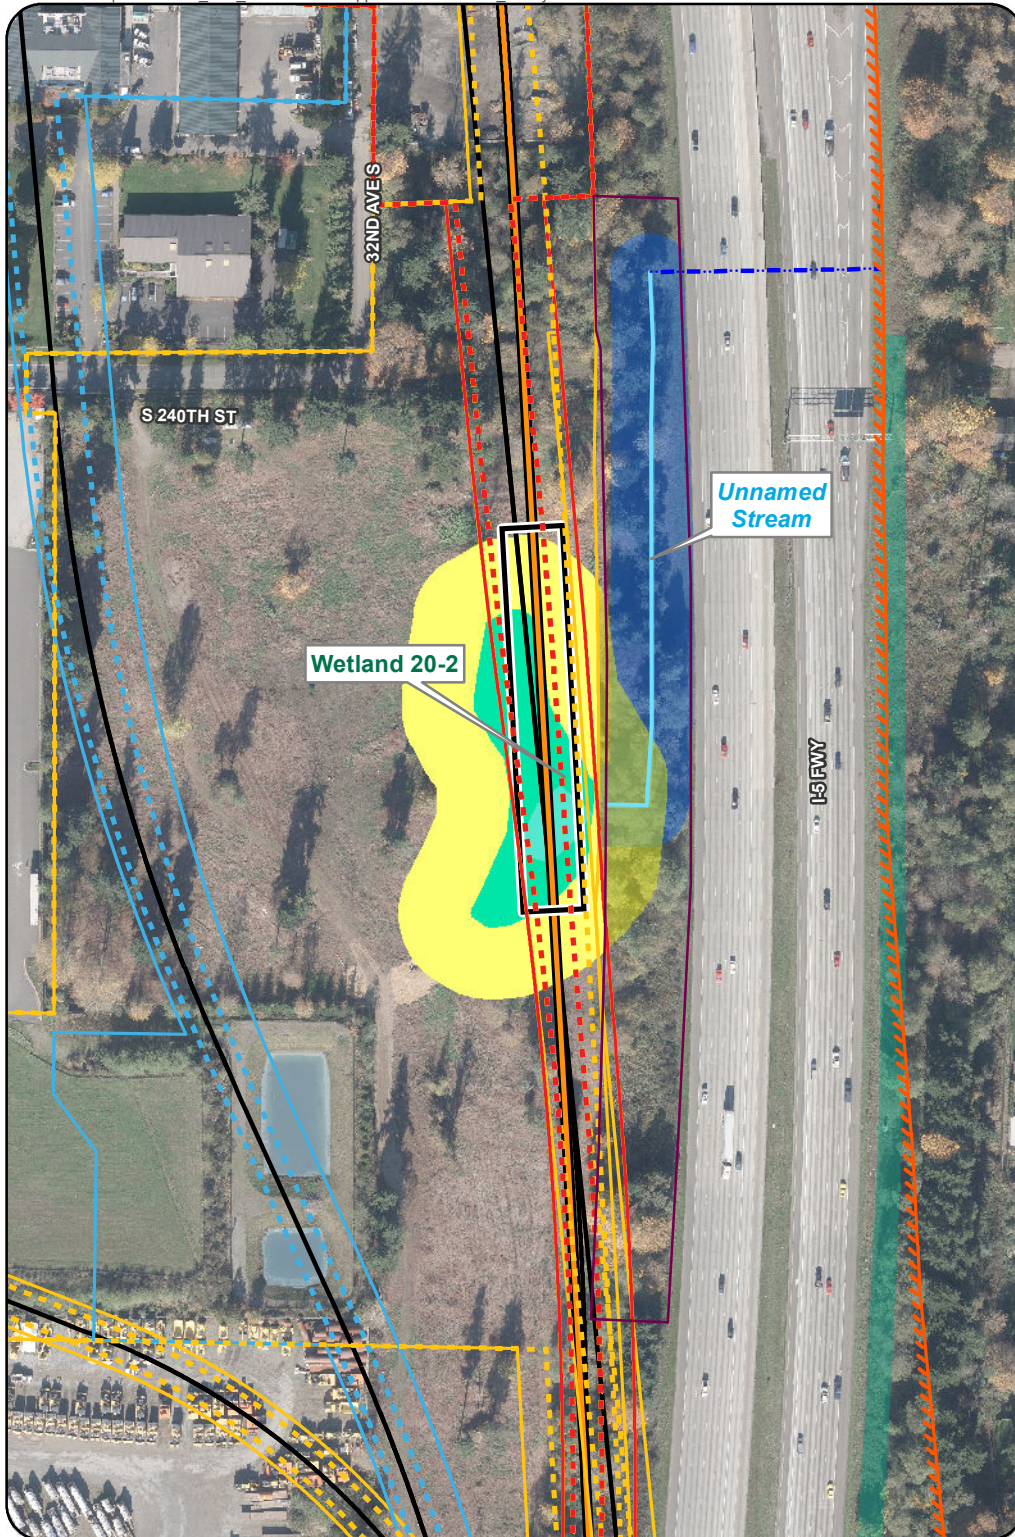 32ND AVE S
S 240TH ST
Unnamed
Stream
Wetland 20-2
I-5 FWY